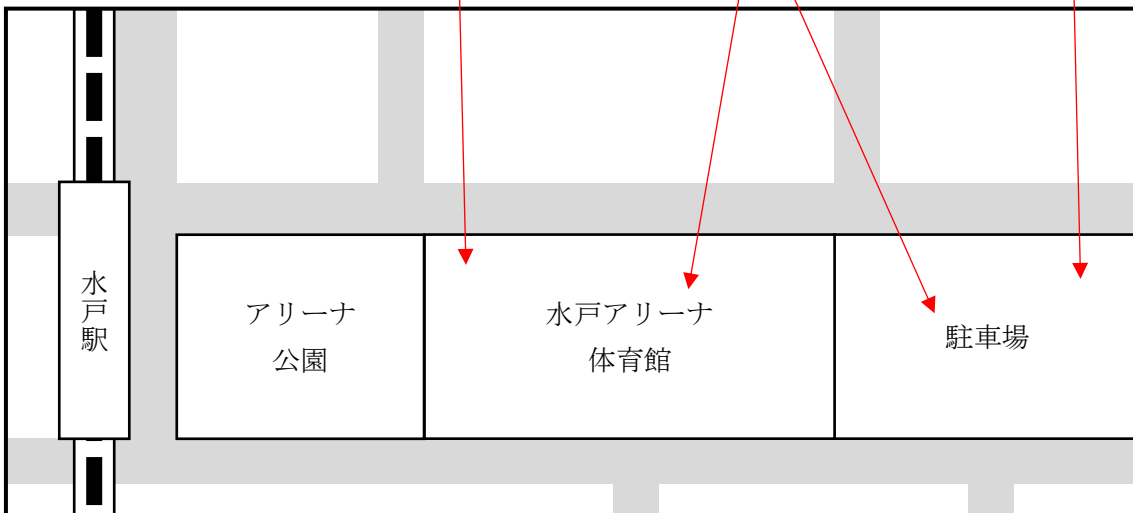 水戸駅
アリーナ
公園
水戸アリーナ
体育館
駐車場